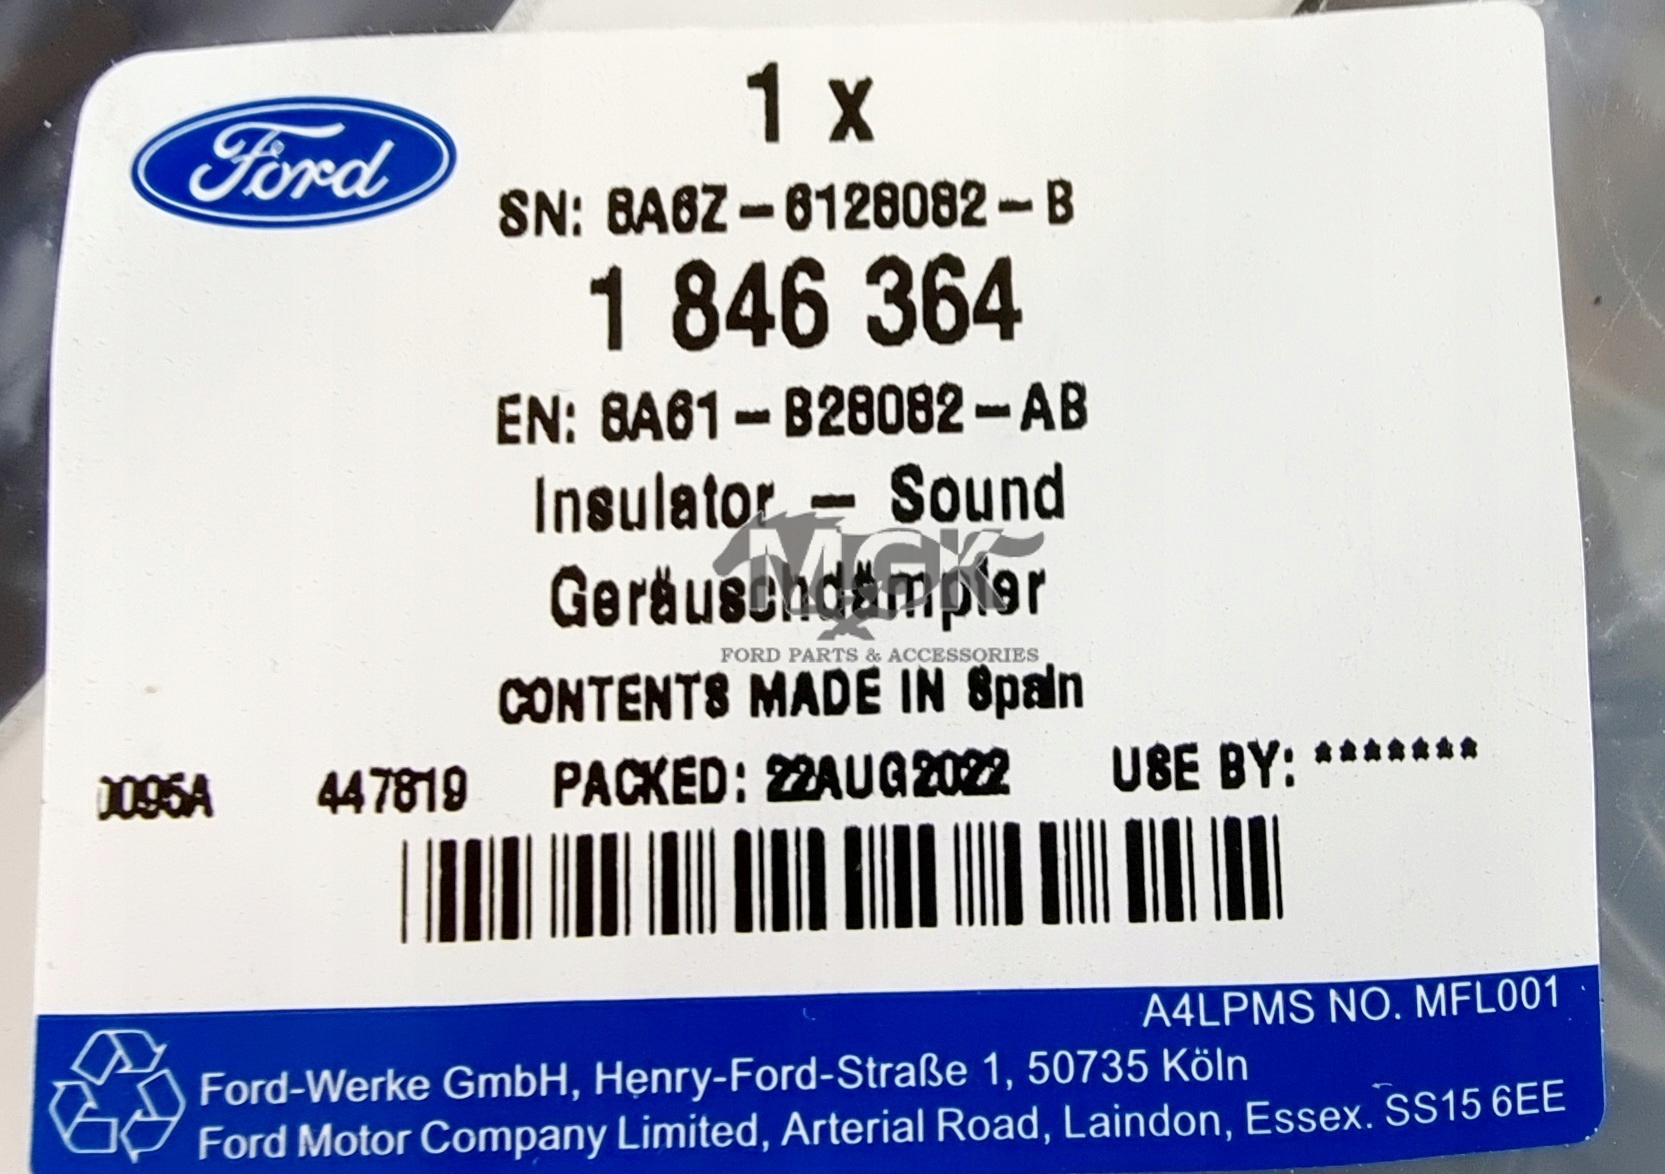 Ford
1 x
SN: 8A6Z-6128082-B
1 846 364
EN: 8A61-B28082-AB
Insulator - Sound
Geräuschdämpfer
MGK
FORD PARTS & ACCESSORIES
CONTENTS MADE IN Spain
0095A 447819 PACKED: 22AUG2022 USE BY: *******
A4LPMS NO. MFL001
Ford-Werke GmbH, Henry-Ford-Straße 1, 50735 Köln
Ford Motor Company Limited, Arterial Road, Laindon, Essex. SS15 6EE